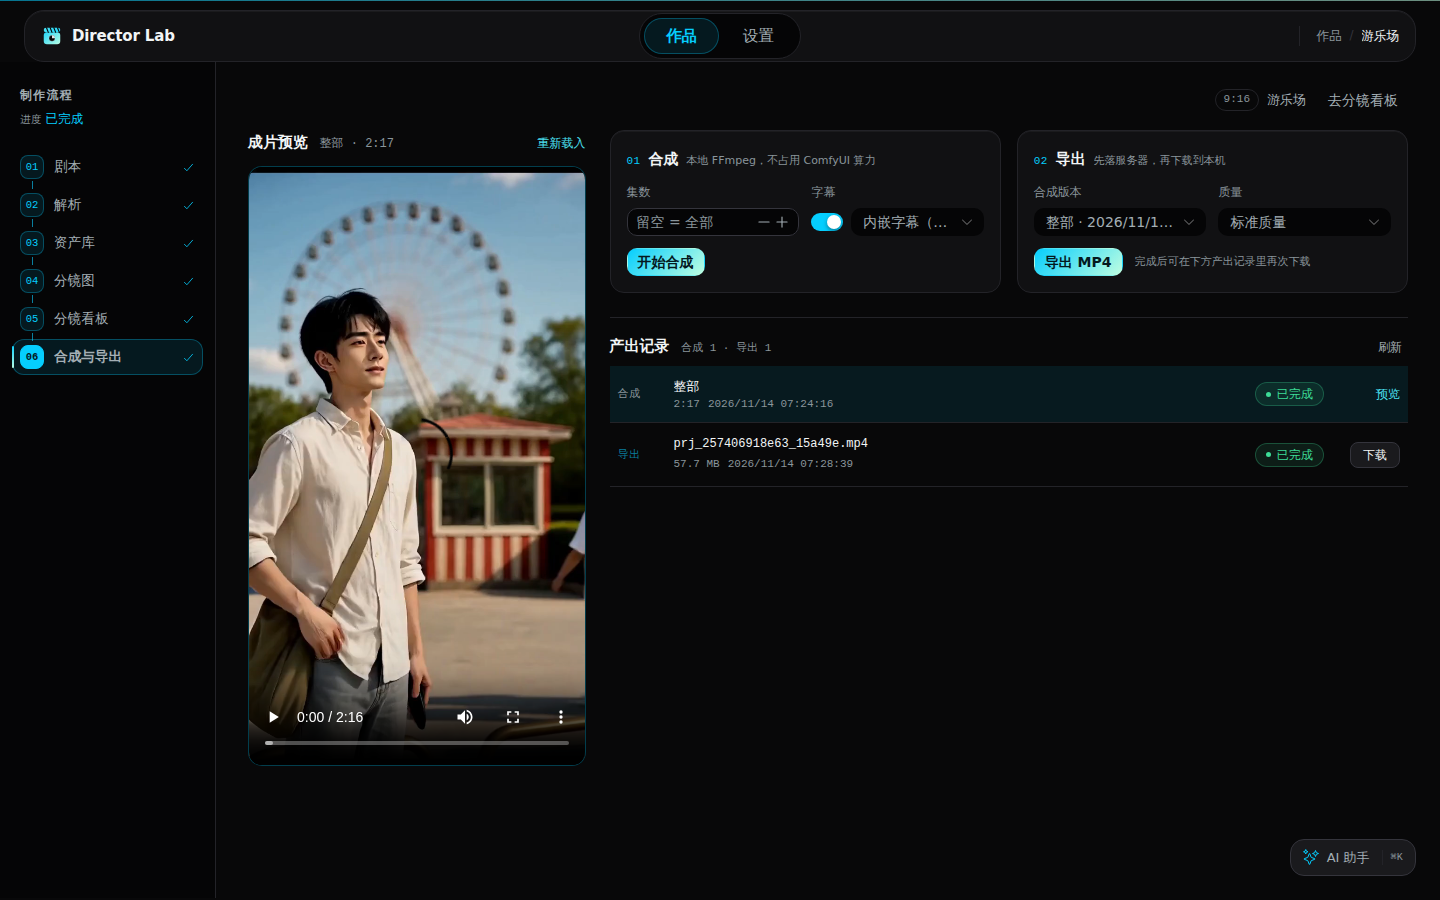 Director Lab
作品
设置
作品 / 游乐场
制作流程
进度 已完成
01 剧本
02 解析
03 资产库
04 分镜图
05 分镜看板
06 合成与导出
9:16 游乐场 去分镜看板
成片预览 整部 · 2:17 重新载入
0:00 / 2:16
01 合成 本地 FFmpeg，不占用 ComfyUI 算力
集数 字幕
留空 = 全部 内嵌字幕（...
开始合成
02 导出 先落服务器，再下载到本机
合成版本 质量
整部 · 2026/11/1... 标准质量
导出 MP4 完成后可在下方产出记录里再次下载
产出记录 合成 1 · 导出 1 刷新
合成 整部 已完成 预览
2:17 2026/11/14 07:24:16
导出 prj_257406918e63_15a49e.mp4 已完成 下载
57.7 MB 2026/11/14 07:28:39
AI 助手 ⌘K